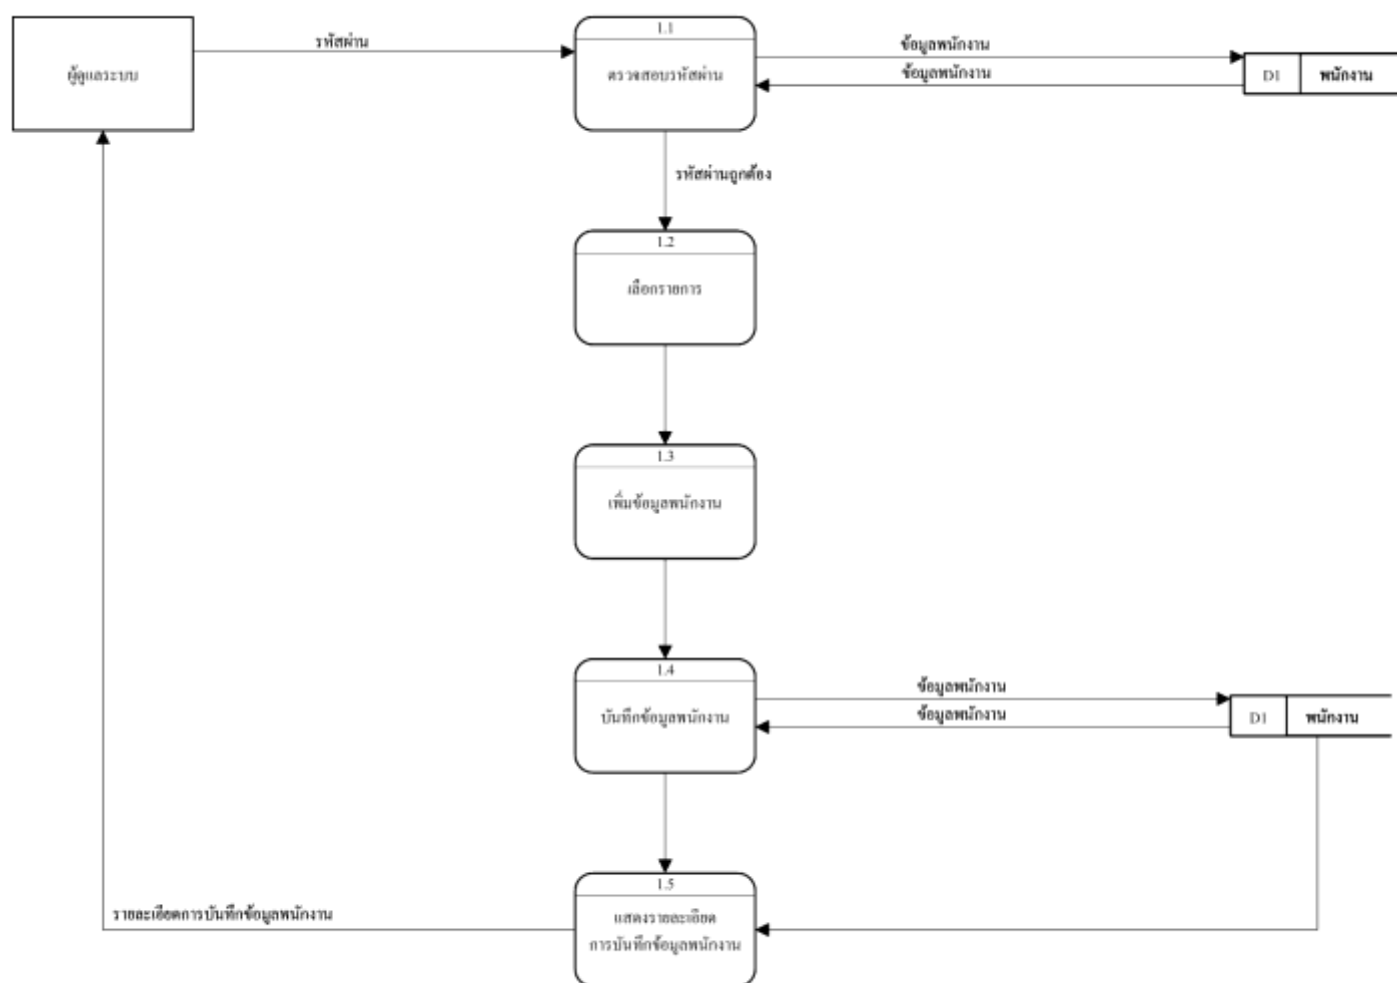 1.1
รหัสผ่าน
ข้อมูลพนักงาน
ผู้ดูแลระบบ
ตรวจสอบรหัสผ่าน
ข้อมูลพนักงาน
D1
พนักงาน
รหัสผ่านถูกต้อง
1.2
เลือกรายการ
1.3
เพิ่มข้อมูลพนักงาน
1.4
ข้อมูลพนักงาน
บันทึกข้อมูลพนักงาน
ข้อมูลพนักงาน
D1
พนักงาน
1.5
รายละเอียดการบันทึกข้อมูลพนักงาน
แสดงรายละเอียด
การบันทึกข้อมูลพนักงาน